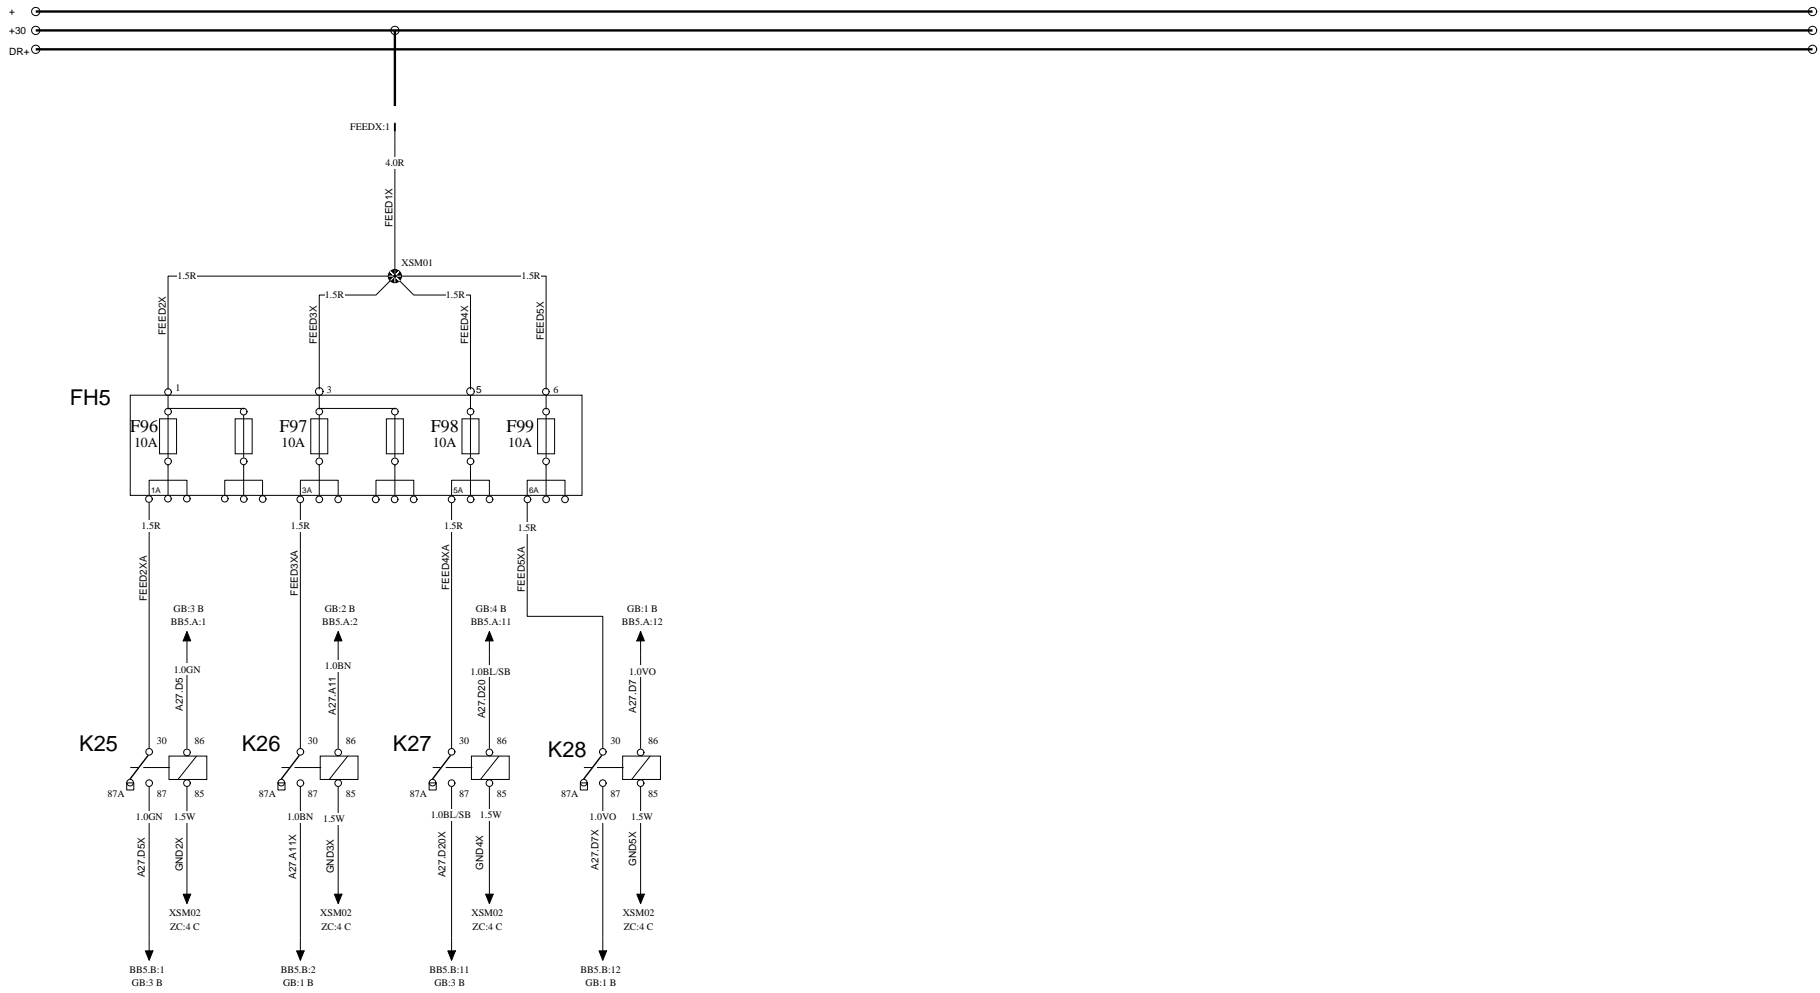 +
+30
DR+
FEEDX:1
4.0R
FEED1X
XSM01
1.5R 1.5R 1.5R 1.5R
FEED2X FEED3X FEED4X FEED5X
FH5
1 3 5 6
F96 F97 F98 F99
10A 10A 10A 10A
1A 3A 5A 6A
1.5R 1.5R 1.5R 1.5R
FEED2XA FEED3XA FEED4XA FEED5XA
GB:3 B GB:2 B GB:4 B GB:1 B
BB5.A:1 BB5.A:2 BB5.A:11 BB5.A:12
1.0GN 1.0BN 1.0BL/SB 1.0VO
A27.D5 A27.A11 A27.D20 A27.D7
K25 30 86 K26 30 86 K27 30 86 K28 30 86
87A 87 85 87A 87 85 87A 87 85 87A 87 85
1.0GN 1.5W 1.0BN 1.5W 1.0BL/SB 1.5W 1.0VO 1.5W
A27.D5X GND2X A27.A11X GND3X A27.D20X GND4X A27.D7X GND5X
XSM02 XSM02 XSM02 XSM02
ZC:4 C ZC:4 C ZC:4 C ZC:4 C
BB5.B:1 BB5.B:2 BB5.B:11 BB5.B:12
GB:3 B GB:1 B GB:3 B GB:1 B